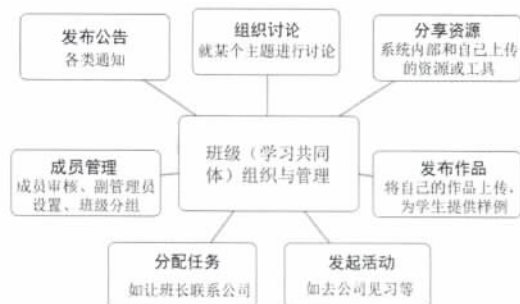 发布公告
各类通知
组织讨论
就某个主题进行讨论
分享资源
系统内部和自己上传
的资源或工具
班级（学习共同
体）组织与管理
成员管理
成员审核、副管理员
设置、班级分组
发布作品
将自己的作品上传，
为学生提供样例
分配任务
如让班长联系公司
发起活动
如去公司见习等